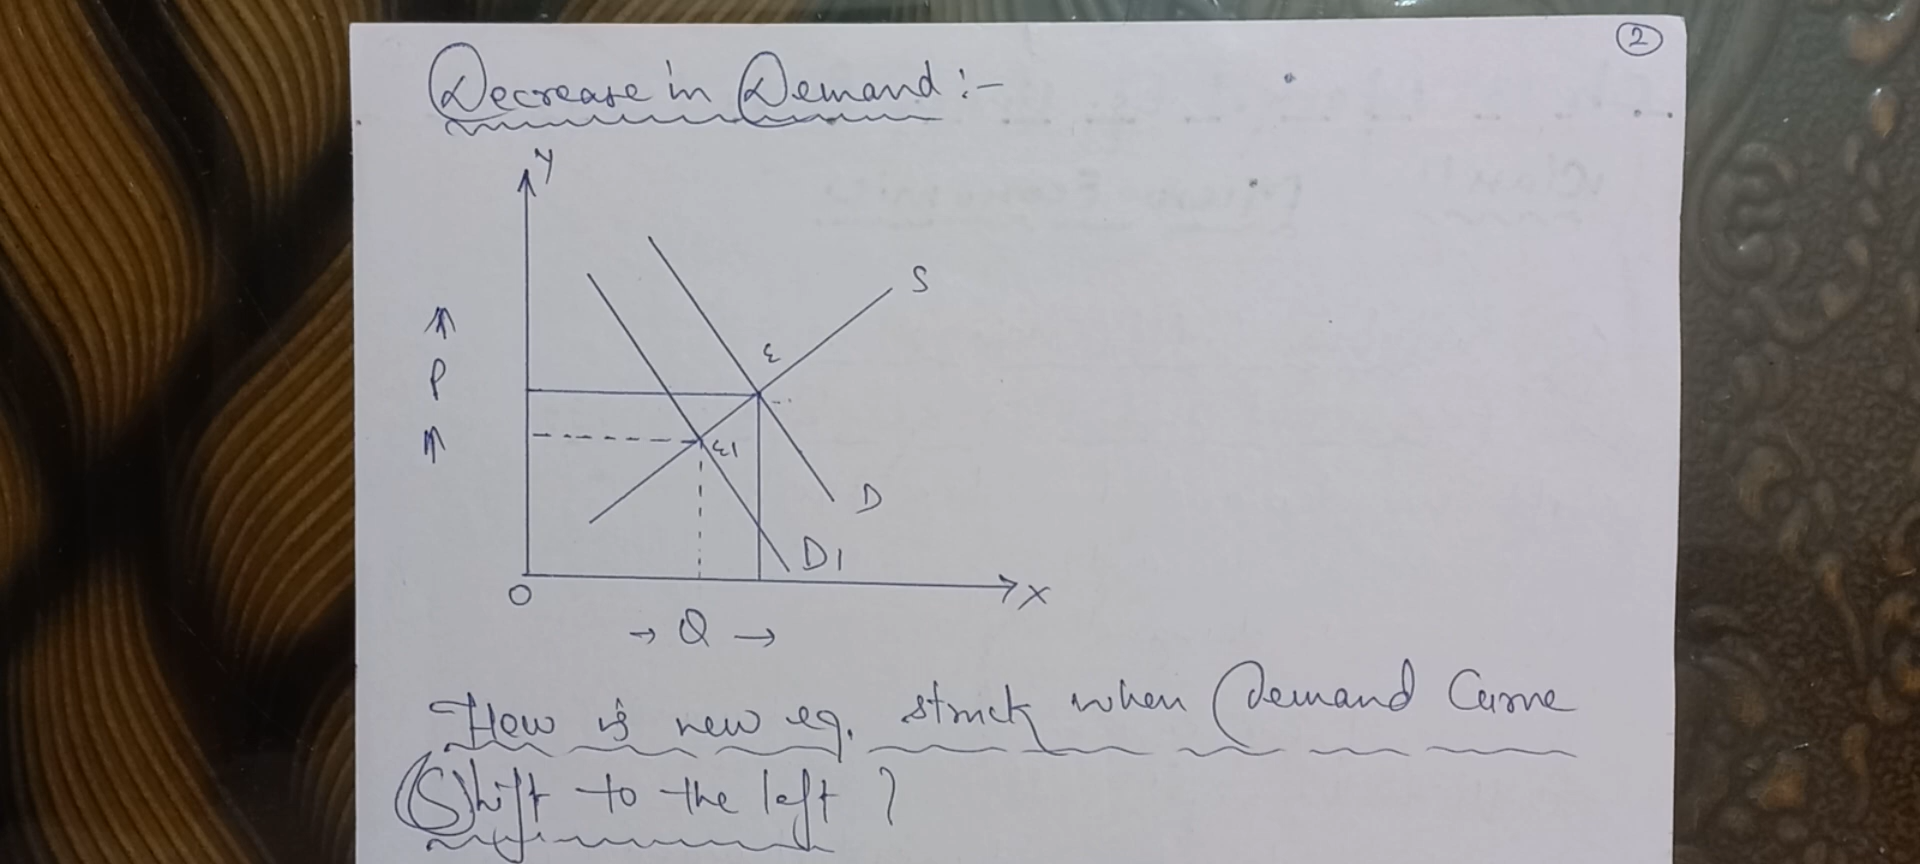 2
Decrease in Demand :-
Y
S
↑
P
↑
E
E1
D
D1
O
X
→ Q →
How is new eq. struck when Demand Curve
Shift to the left ?